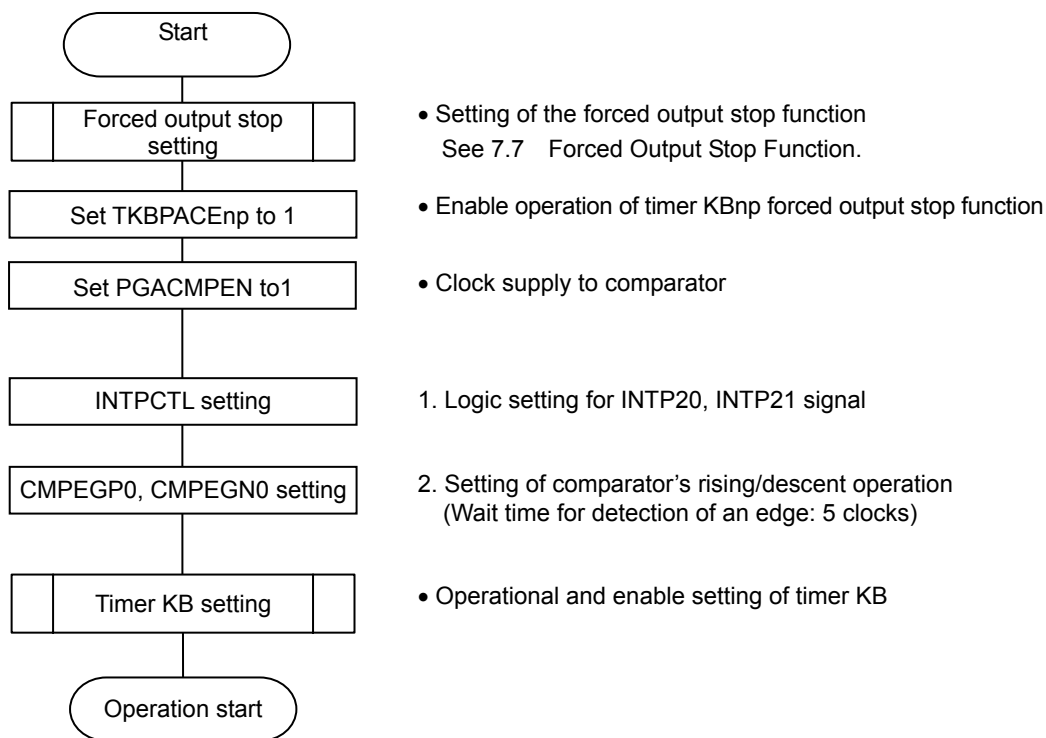 Start
Forced output stop
setting
• Setting of the forced output stop function
See 7.7 Forced Output Stop Function.
Set TKBPACEnp to 1
• Enable operation of timer KBnp forced output stop function
Set PGACMPEN to1
• Clock supply to comparator
INTPCTL setting
1. Logic setting for INTP20, INTP21 signal
CMPEGP0, CMPEGN0 setting
2. Setting of comparator's rising/descent operation
(Wait time for detection of an edge: 5 clocks)
Timer KB setting
• Operational and enable setting of timer KB
Operation start